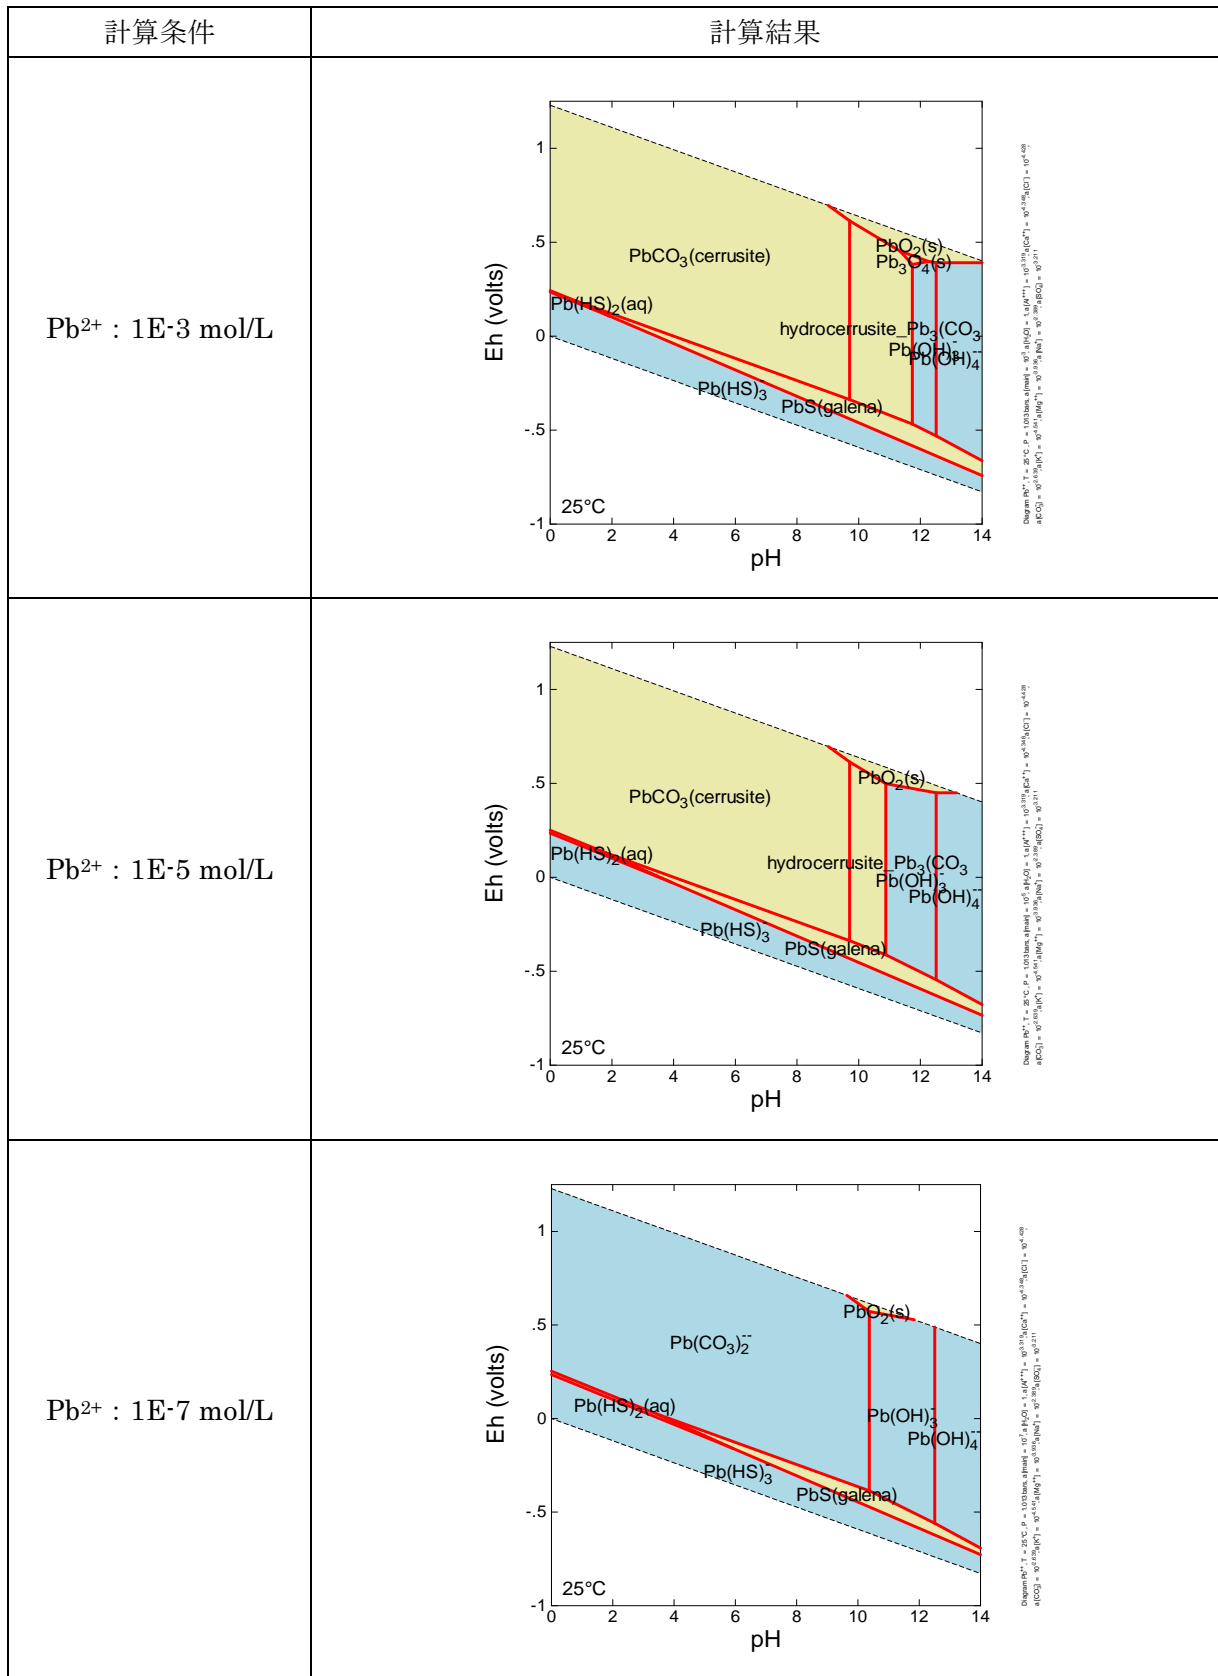 計算条件
計算結果
Pb²⁺：1E-3 mol/L
Eh (volts)
1
.5
0
-.5
-1
PbCO₃(cerrusite)
PbO₂(s)
Pb₃O₄(s)
Pb(HS)₂(aq)
hydrocerrusite_Pb₃(CO₃
Pb(OH)₃⁻
Pb(OH)₄⁻⁻
Pb(HS)₃⁻
PbS(galena)
25°C
0 2 4 6 8 10 12 14
pH
Pb²⁺：1E-5 mol/L
Eh (volts)
1
.5
0
-.5
-1
PbCO₃(cerrusite)
PbO₂(s)
Pb(HS)₂(aq)
hydrocerrusite_Pb₃(CO₃
Pb(OH)₃⁻
Pb(OH)₄⁻⁻
Pb(HS)₃⁻
PbS(galena)
25°C
0 2 4 6 8 10 12 14
pH
Pb²⁺：1E-7 mol/L
Eh (volts)
1
.5
0
-.5
-1
PbO₂(s)
Pb(CO₃)₂⁻⁻
Pb(HS)₂(aq)
Pb(OH)₃⁻
Pb(OH)₄⁻⁻
Pb(HS)₃⁻
PbS(galena)
25°C
0 2 4 6 8 10 12 14
pH